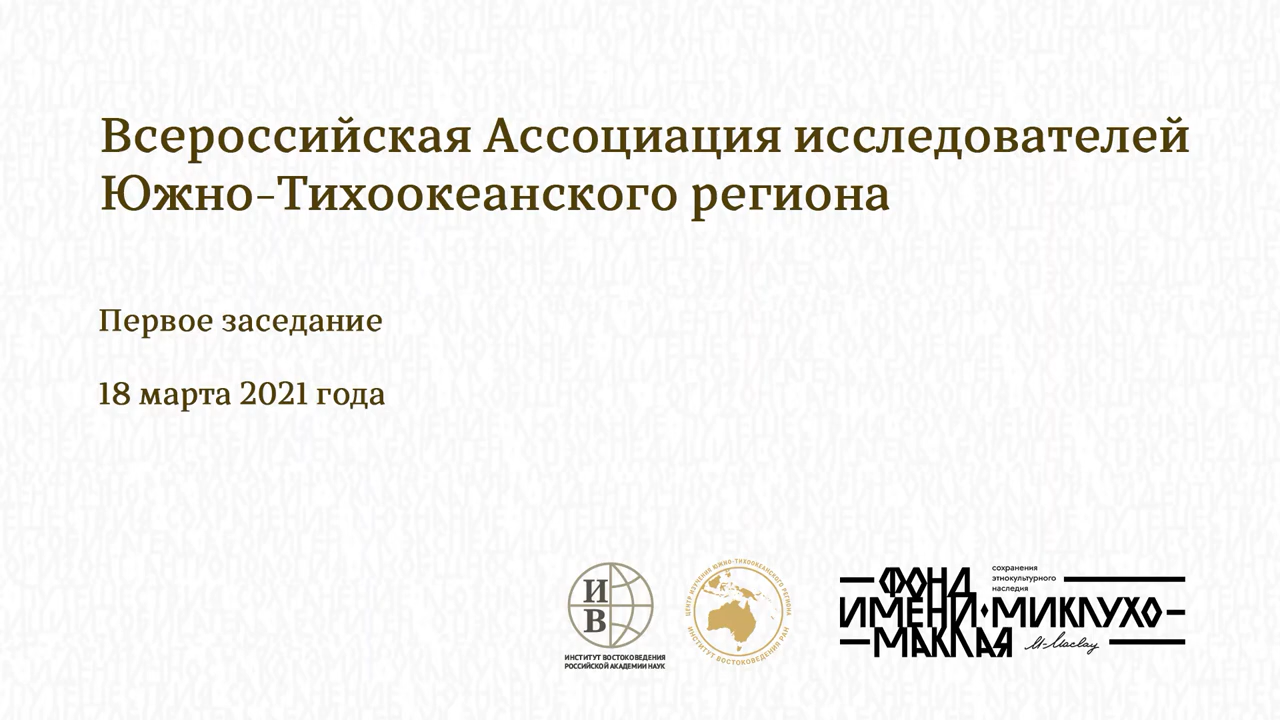 Всероссийская Ассоциация исследователей
Южно-Тихоокеанского региона
Первое заседание
18 марта 2021 года
И
В
ИНСТИТУТ ВОСТОКОВЕДЕНИЯ
РОССИЙСКОЙ АКАДЕМИИ НАУК
ЦЕНТР ИЗУЧЕНИЯ ЮЖНО-ТИХООКЕАНСКОГО РЕГИОНА
ИНСТИТУТ ВОСТОКОВЕДЕНИЯ РАН
ФОНД
сохранения
этнокультурного
наследия
ИМЕНИ МИКЛУХО-
МАКЛАЯ
M-Maclay